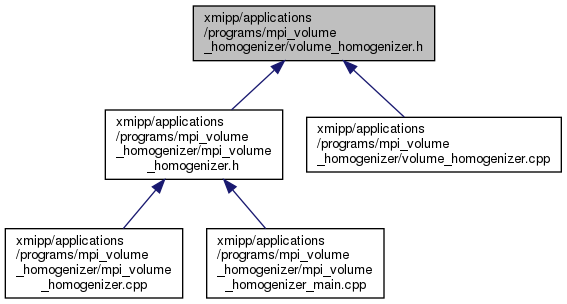 xmipp/applications
/programs/mpi_volume
_homogenizer/volume_homogenizer.h
xmipp/applications
/programs/mpi_volume
_homogenizer/mpi_volume
_homogenizer.h
xmipp/applications
/programs/mpi_volume
_homogenizer/volume_homogenizer.cpp
xmipp/applications
/programs/mpi_volume
_homogenizer/mpi_volume
_homogenizer.cpp
xmipp/applications
/programs/mpi_volume
_homogenizer/mpi_volume
_homogenizer_main.cpp